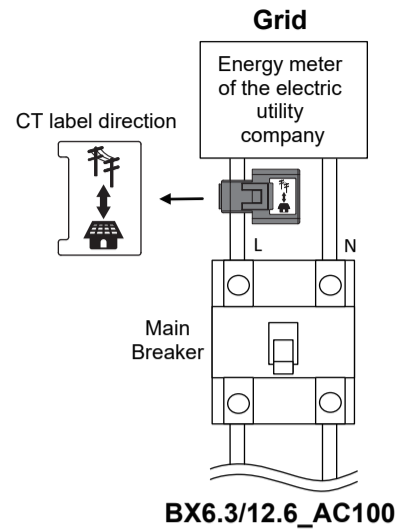 Grid
Energy meter
of the electric
utility
company
CT label direction
L
N
Main
Breaker
BX6.3/12.6_AC100